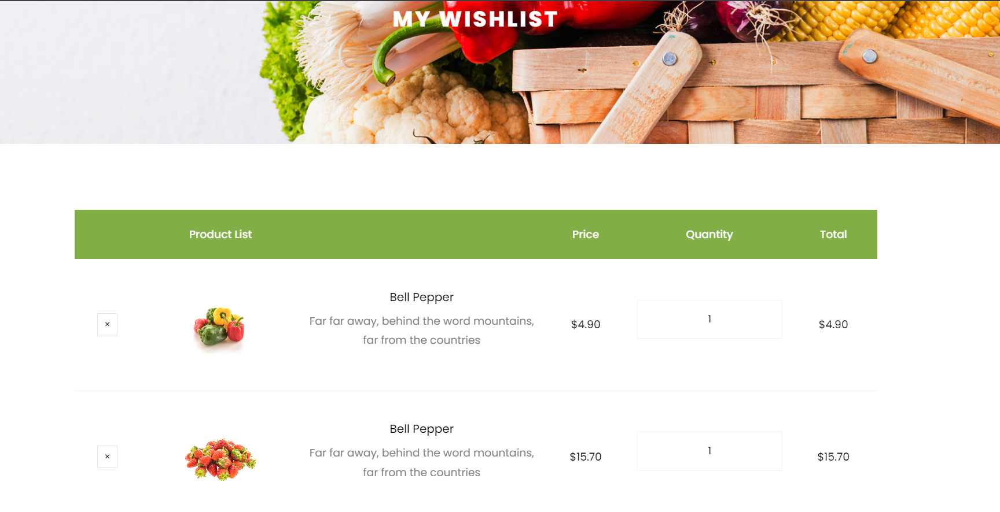 MY WISHLIST
Product List Price Quantity Total
Bell Pepper
Far far away, behind the word mountains,
far from the countries
× $4.90 1 $4.90
Bell Pepper
Far far away, behind the word mountains,
far from the countries
× $15.70 1 $15.70